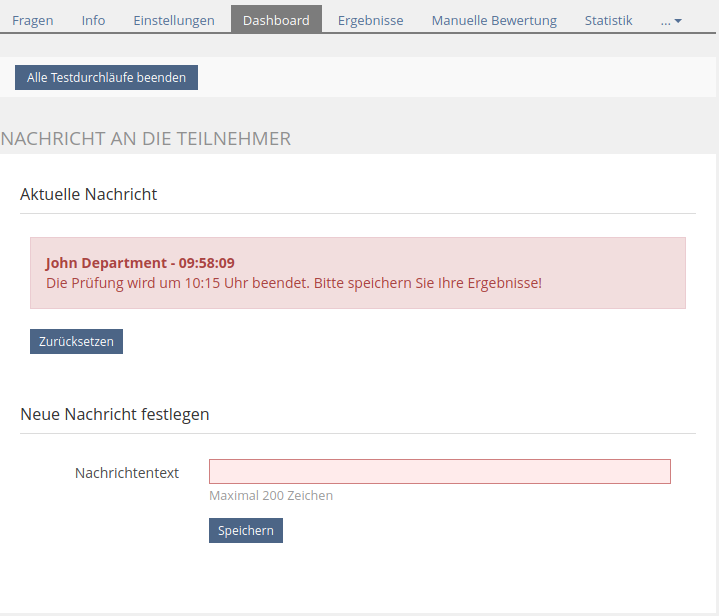 Fragen Info Einstellungen Dashboard Ergebnisse Manuelle Bewertung Statistik ...
Alle Testdurchläufe beenden
NACHRICHT AN DIE TEILNEHMER
Aktuelle Nachricht
John Department - 09:58:09
Die Prüfung wird um 10:15 Uhr beendet. Bitte speichern Sie Ihre Ergebnisse!
Zurücksetzen
Neue Nachricht festlegen
Nachrichtentext
Maximal 200 Zeichen
Speichern